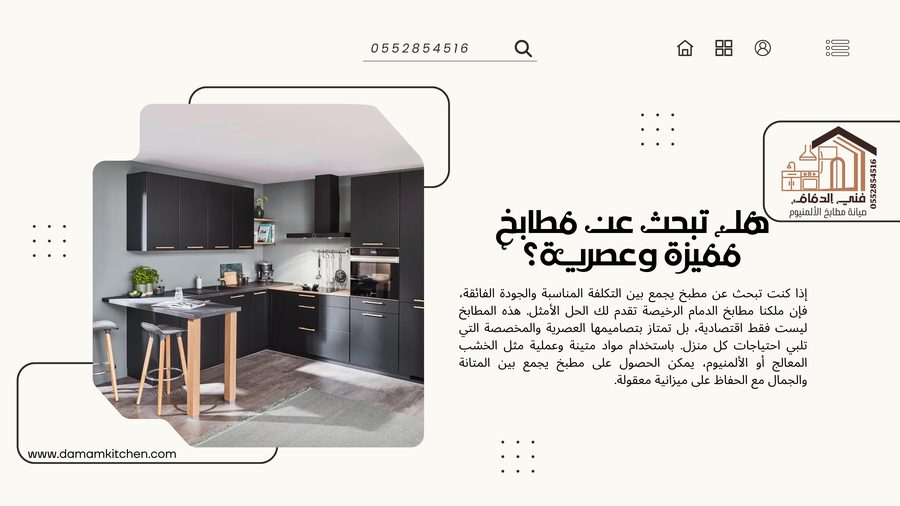 0552854516
فني الدمام
صيانة مطابخ الألمنيوم
0552854516
هل تبحث عن مطابخ
مميزة وعصرية؟
إذا كنت تبحث عن مطبخ يجمع بين التكلفة المناسبة والجودة الفائقة،
فإن ملكنا مطابخ الدمام الرخيصة تقدم لك الحل الأمثل. هذه المطابخ
ليست فقط اقتصادية، بل تمتاز بتصاميمها العصرية والمخصصة التي
تلبي احتياجات كل منزل. باستخدام مواد متينة وعملية مثل الخشب
المعالج أو الألمنيوم، يمكن الحصول على مطبخ يجمع بين المتانة
والجمال مع الحفاظ على ميزانية معقولة.
www.damamkitchen.com